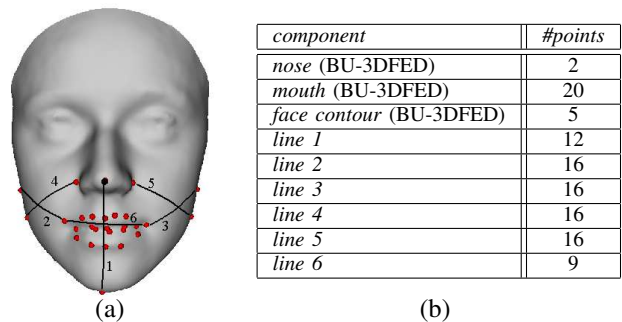 4
5
2
6
3
1
(a)
component #points
nose (BU-3DFED) 2
mouth (BU-3DFED) 20
face contour (BU-3DFED) 5
line 1 12
line 2 16
line 3 16
line 4 16
line 5 16
line 6 9
(b)